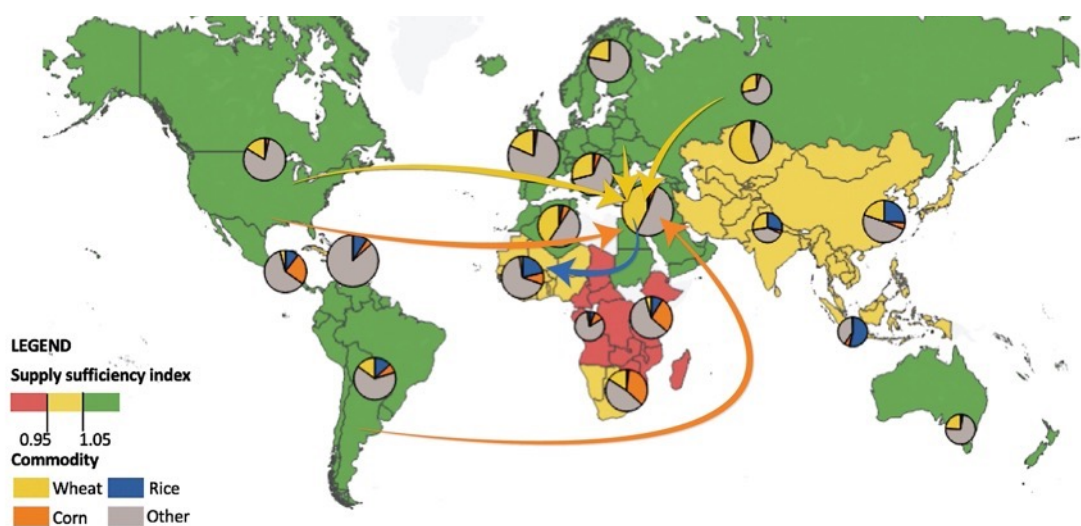 LEGEND
Supply sufficiency index
0.95 1.05
Commodity
Wheat Rice
Corn Other